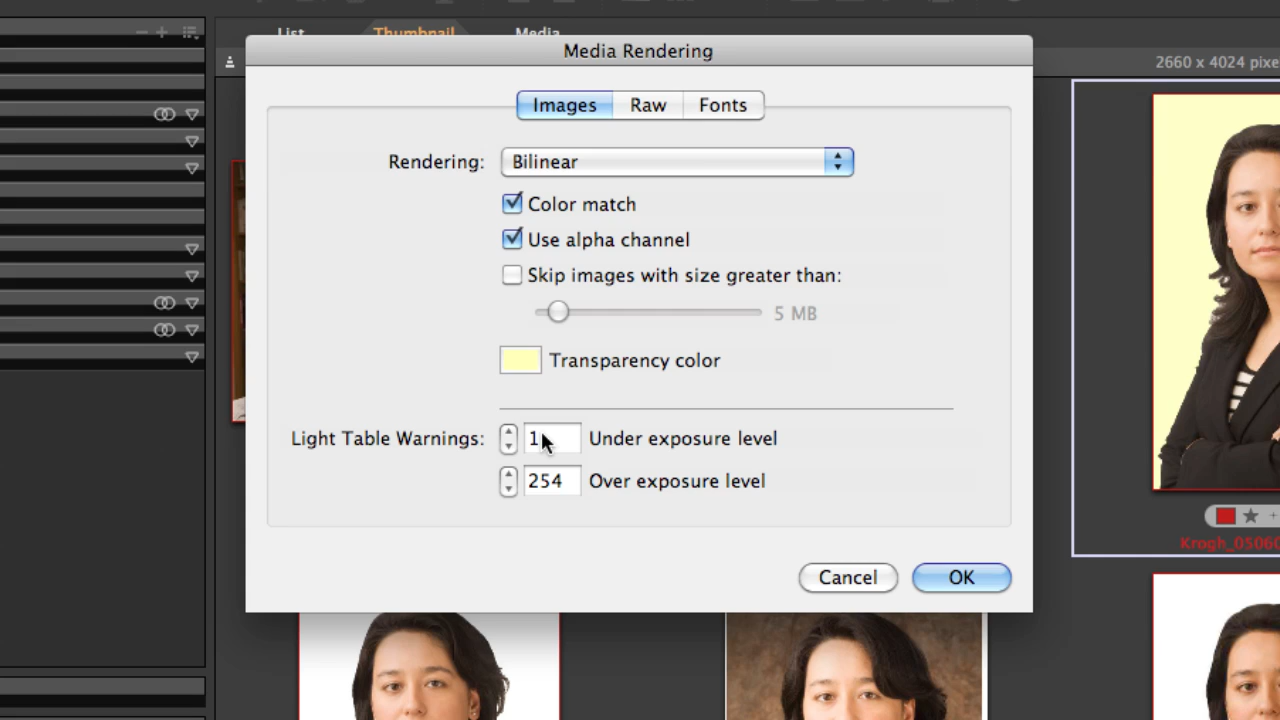 List Thumbnail Media
Media Rendering
2660 x 4024 pixe
Images Raw Fonts
Rendering: Bilinear
Color match
Use alpha channel
Skip images with size greater than:
5 MB
Transparency color
Light Table Warnings: 1 Under exposure level
254 Over exposure level
Krogh_0506
Cancel OK